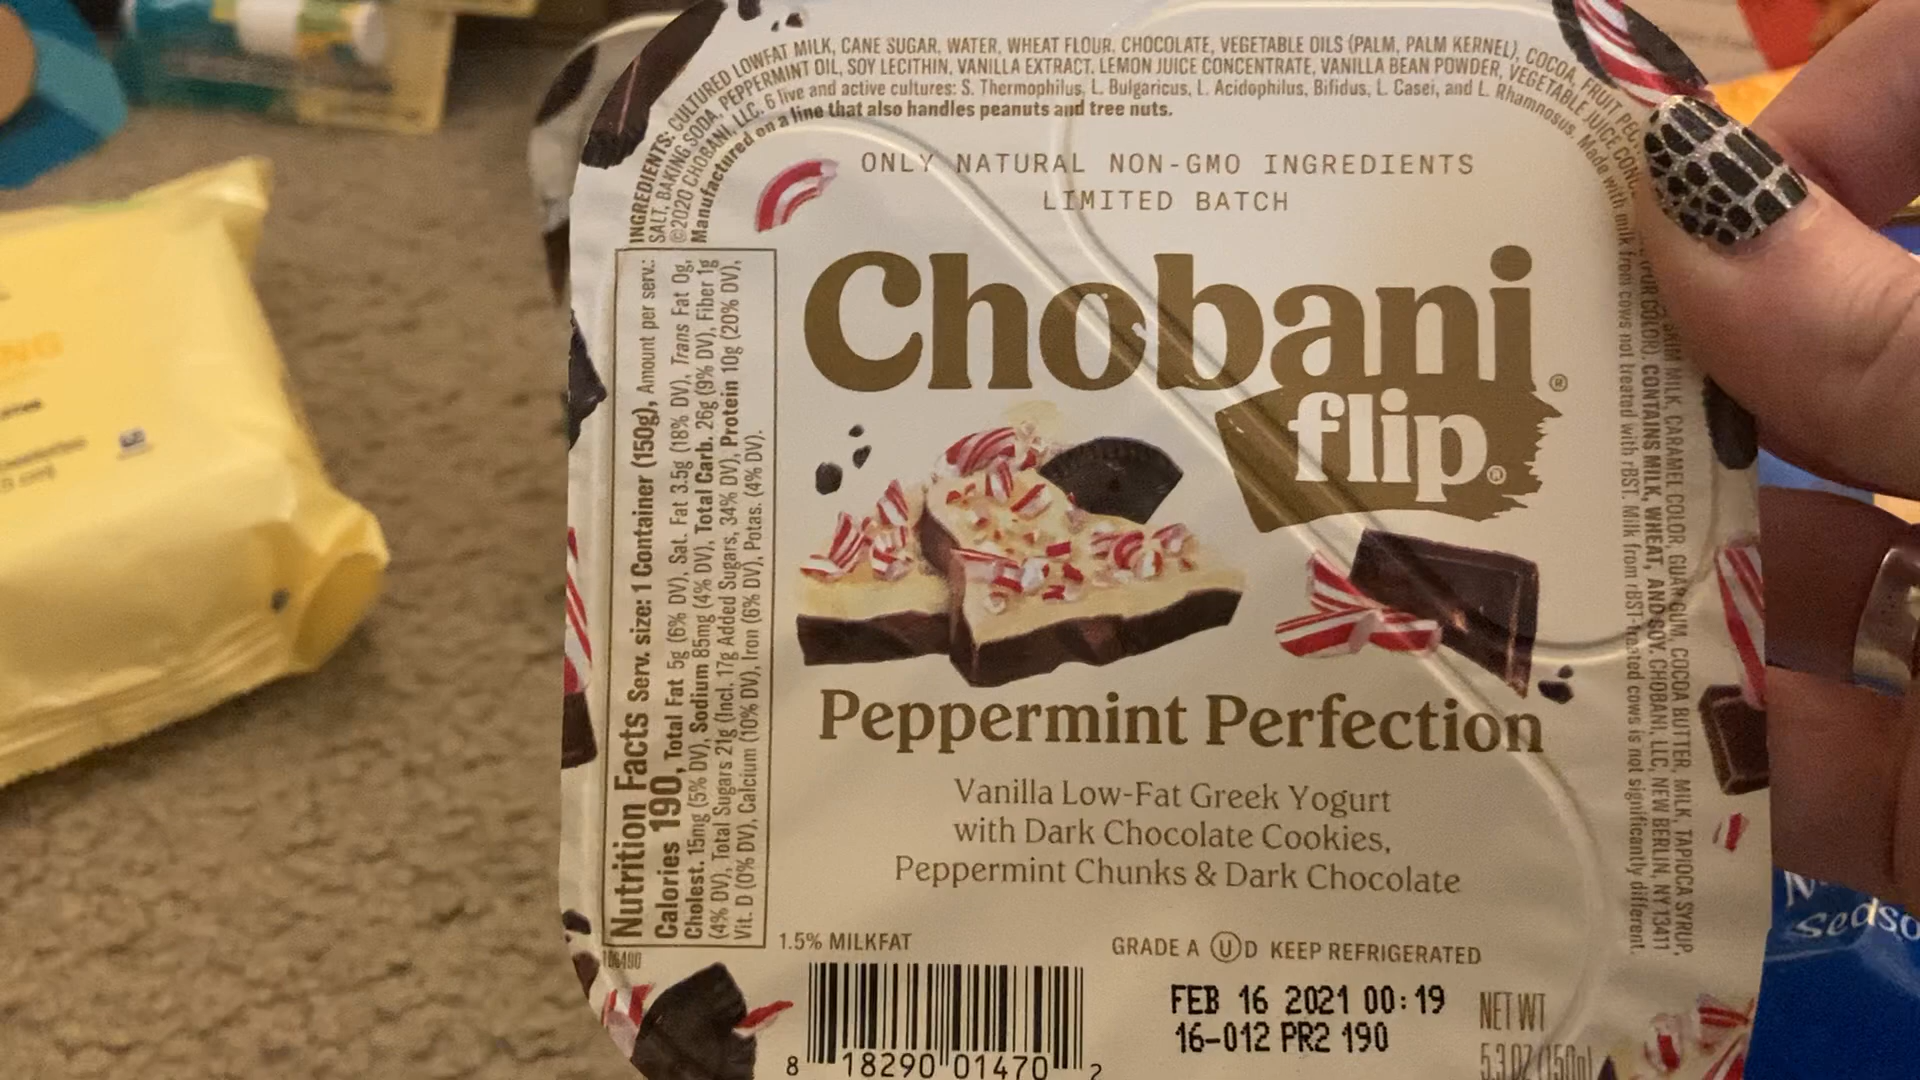 INGREDIENTS: CULTURED LOWFAT MILK, CANE SUGAR, WATER, WHEAT FLOUR, CHOCOLATE, VEGETABLE OILS (PALM, PALM KERNEL), COCOA, FRUIT PEC
SKIM MILK, CARAMEL COLOR, GUAR GUM, COCOA BUTTER, MILK, TAPIOCA SYRUP,
SALT, BAKING SODA, PEPPERMINT OIL, SOY LECITHIN, VANILLA EXTRACT, LEMON JUICE CONCENTRATE, VANILLA BEAN POWDER, VEGETABLE JUICE CONC
(FOR COLOR). CONTAINS MILK, WHEAT, AND SOY. CHOBANI, LLC, NEW BERLIN, NY 13411
©2020 CHOBANI, LLC. 6 live and active cultures: S. Thermophilus, L. Bulgaricus, L. Acidophilus, Bifidus, L. Casei, and L. Rhamnosus. Made with milk from cows not treated with rBST. Milk from rBST-treated cows is not significantly different.
Manufactured on a line that also handles peanuts and tree nuts.
ONLY NATURAL NON-GMO INGREDIENTS
LIMITED BATCH
Chobani®
flip®
Peppermint Perfection
Vanilla Low-Fat Greek Yogurt
with Dark Chocolate Cookies,
Peppermint Chunks & Dark Chocolate
Nutrition Facts Serv. size: 1 Container (150g), Amount per serv.:
Calories 190, Total Fat 5g (6% DV), Sat. Fat 3.5g (18% DV), Trans Fat 0g,
Cholest. 15mg (5% DV), Sodium 85mg (4% DV), Total Carb. 26g (9% DV), Fiber 1g
(4% DV), Total Sugars 21g (Incl. 17g Added Sugars, 34% DV), Protein 10g (20% DV),
Vit. D (0% DV), Calcium (10% DV), Iron (6% DV), Potas. (4% DV).
1.5% MILKFAT
GRADE A Ⓤ D KEEP REFRIGERATED
FEB 16 2021 00:19
16-012 PR2 190
NET WT
5.3 OZ (150g)
8 18290 01470 2
NG